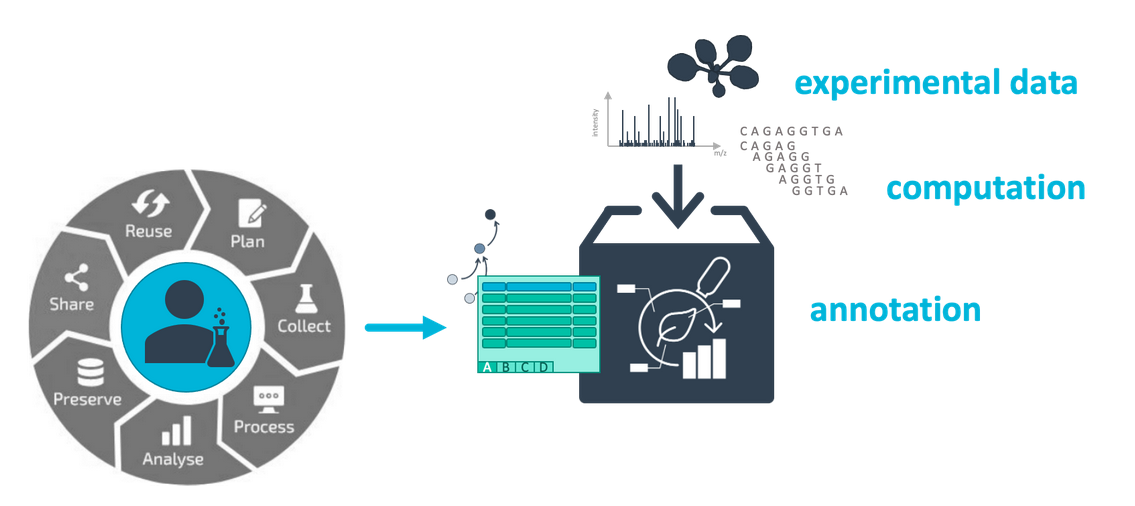 Reuse
Plan
Share
Collect
Preserve
Process
Analyse
experimental data
intensity
m/z
CAGAGGTGA
CAGAG
AGAGG
GAGGT
AGGTG
GGTGA
computation
annotation
A B C D